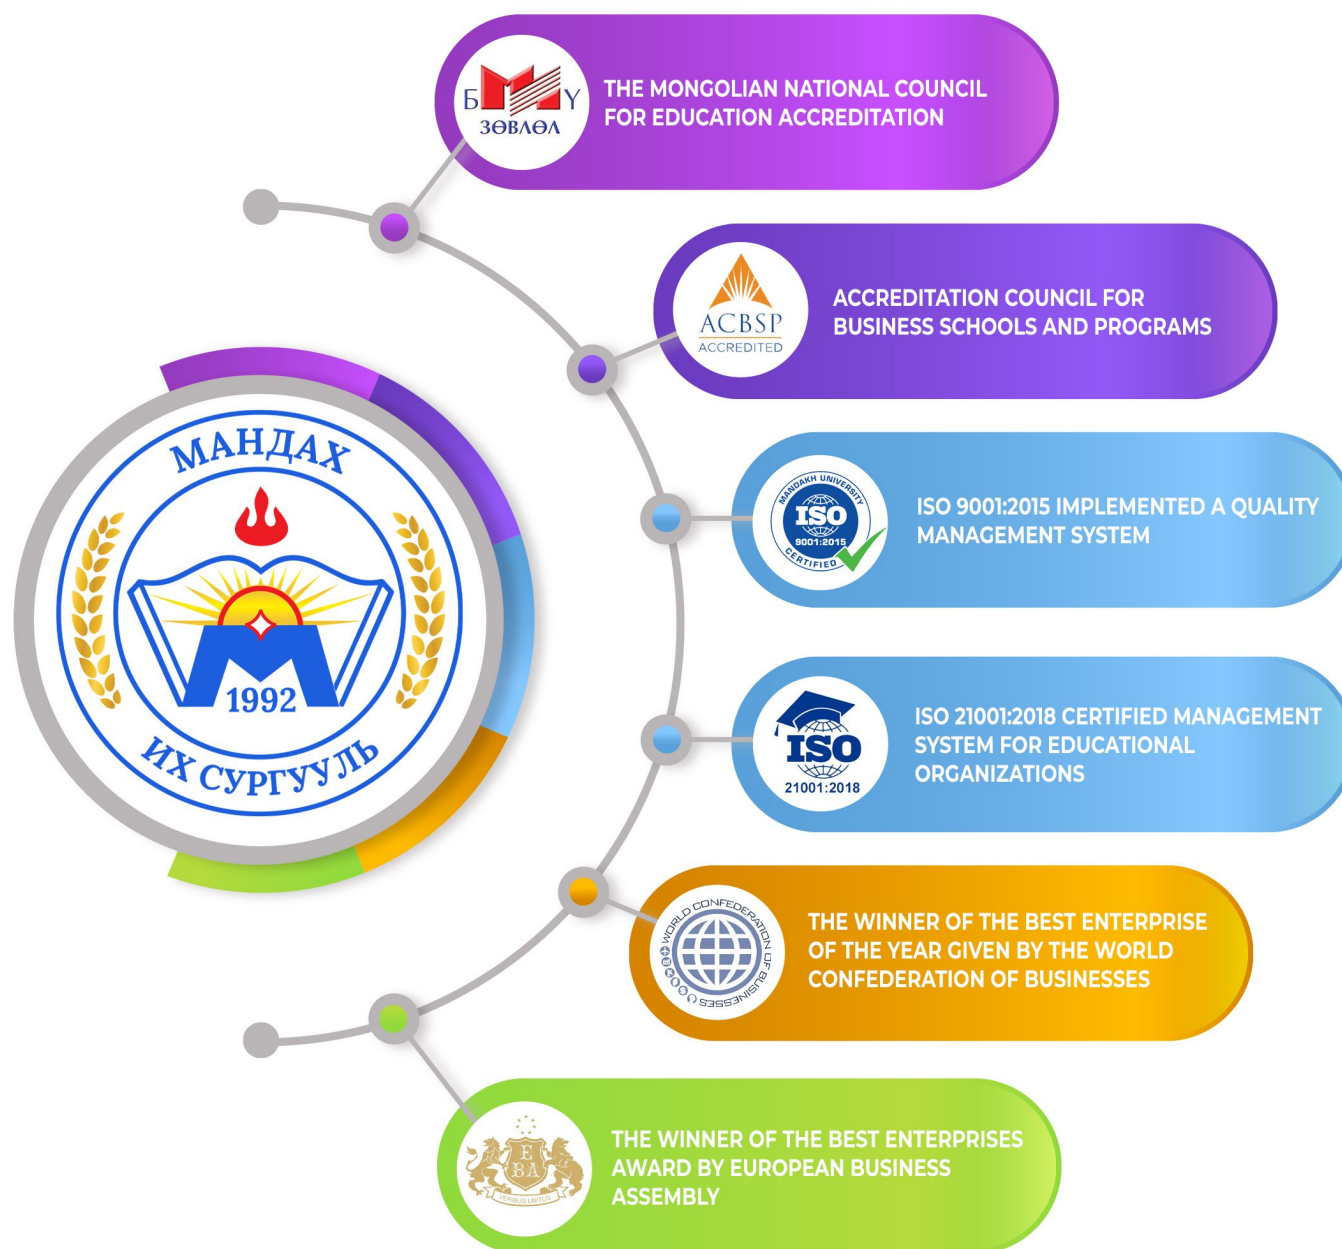 МАНДАХ
1992
ИХ СУРГУУЛЬ
Б МҮ
ЗӨВЛӨЛ
THE MONGOLIAN NATIONAL COUNCIL
FOR EDUCATION ACCREDITATION
ACBSP
ACCREDITED
ACCREDITATION COUNCIL FOR
BUSINESS SCHOOLS AND PROGRAMS
MANDAKH UNIVERSITY
ISO
9001:2015
CERTIFIED
ISO 9001:2015 IMPLEMENTED A QUALITY
MANAGEMENT SYSTEM
ISO
21001:2018
ISO 21001:2018 CERTIFIED MANAGEMENT
SYSTEM FOR EDUCATIONAL
ORGANIZATIONS
WORLD CONFEDERATION OF BUSINESSES
THE WINNER OF THE BEST ENTERPRISE
OF THE YEAR GIVEN BY THE WORLD
CONFEDERATION OF BUSINESSES
E
BA
VERIBUS UNITUS
THE WINNER OF THE BEST ENTERPRISES
AWARD BY EUROPEAN BUSINESS
ASSEMBLY